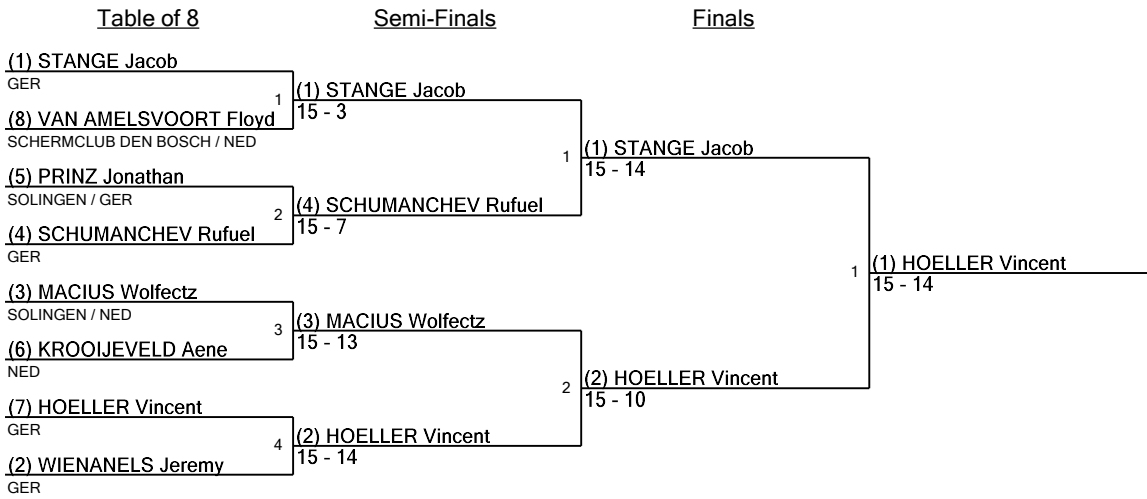 Table of 8
Semi-Finals
Finals
(1) STANGE Jacob
GER
1
(8) VAN AMELSVOORT Floyd
SCHERMCLUB DEN BOSCH / NED
(5) PRINZ Jonathan
SOLINGEN / GER
2
(4) SCHUMANCHEV Rufuel
GER
(3) MACIUS Wolfectz
SOLINGEN / NED
3
(6) KROOIJEVELD Aene
NED
(7) HOELLER Vincent
GER
4
(2) WIENANELS Jeremy
GER
(1) STANGE Jacob
15 - 3
1
(4) SCHUMANCHEV Rufuel
15 - 7
(3) MACIUS Wolfectz
15 - 13
2
(2) HOELLER Vincent
15 - 14
(1) STANGE Jacob
15 - 14
1
(2) HOELLER Vincent
15 - 10
(1) HOELLER Vincent
15 - 14